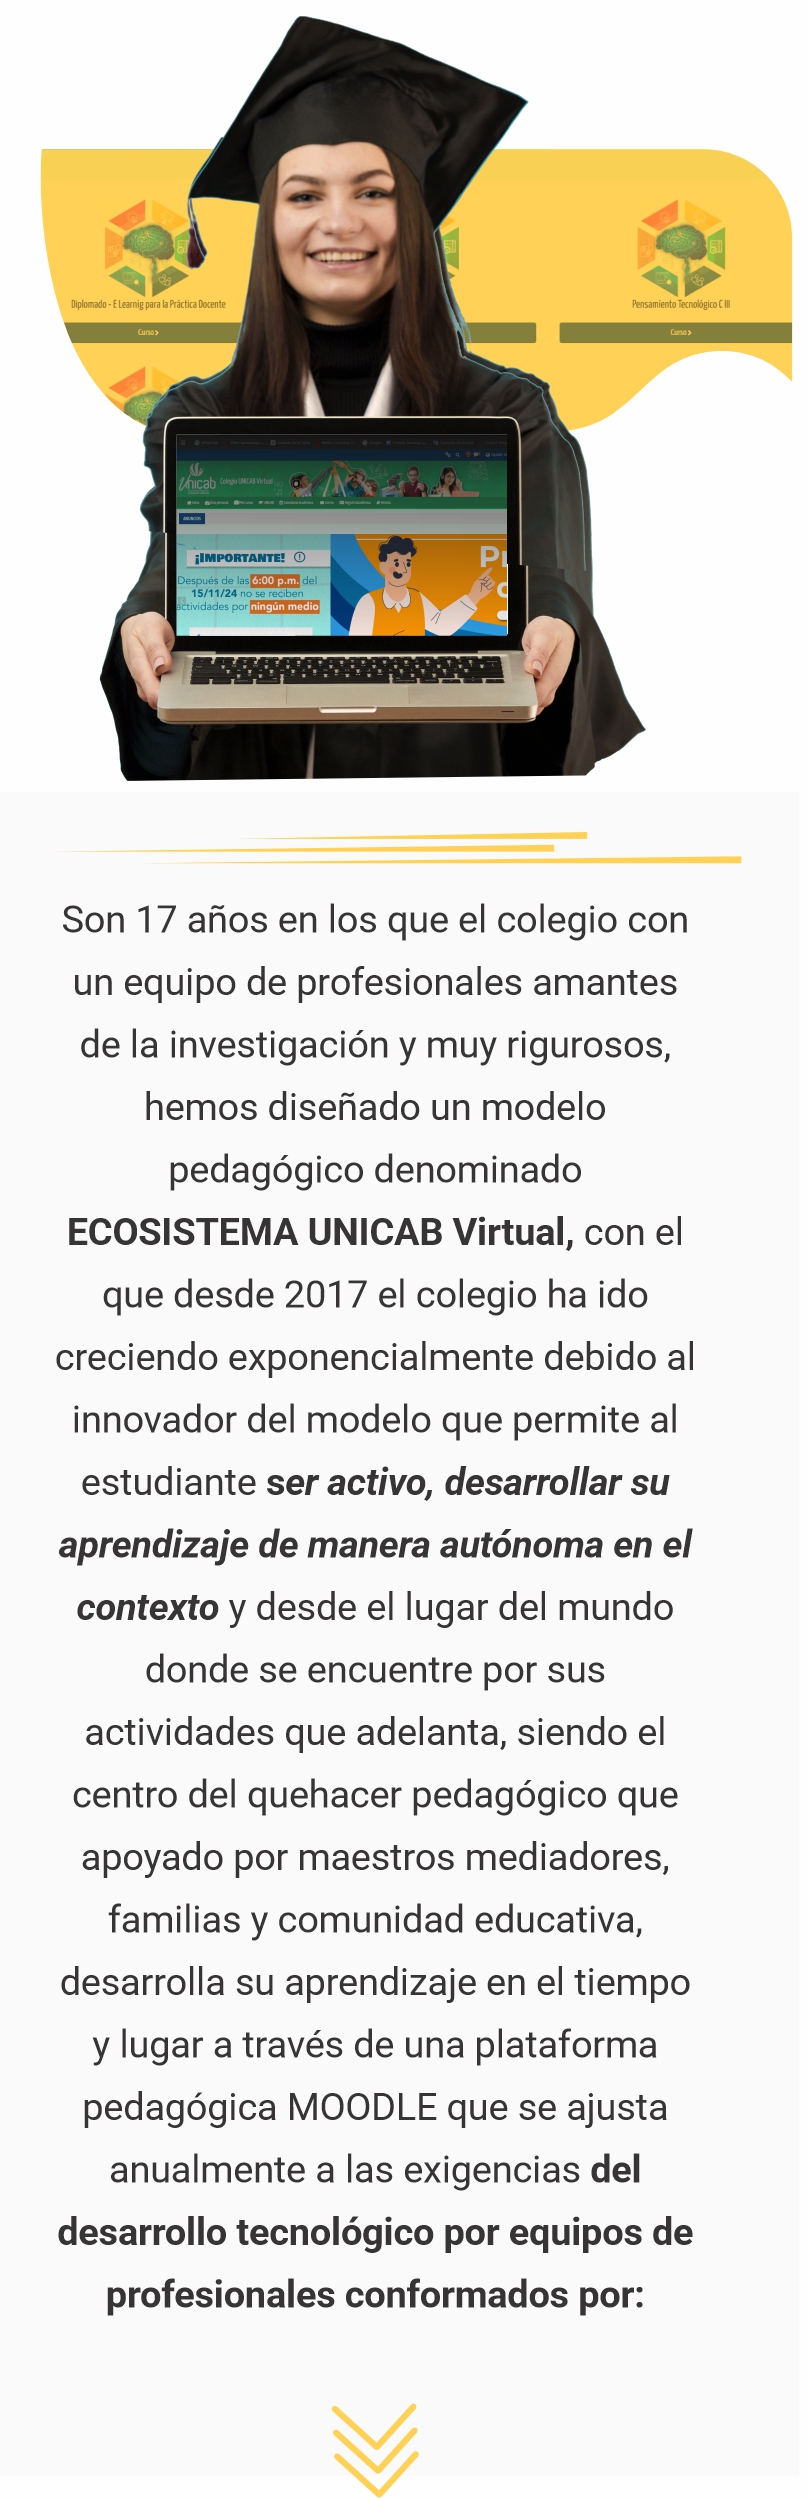 Diplomado - E Learnig para la Práctica Docente
Pensamiento Tecnológico C III
Curso
Curso
Unicab
Colegio UNICAB Virtual
ANUNCIOS
¡IMPORTANTE!
Después de las 6:00 p.m. del
15/11/24 no se reciben
actividades por ningún medio
Son 17 años en los que el colegio con
un equipo de profesionales amantes
de la investigación y muy rigurosos,
hemos diseñado un modelo
pedagógico denominado
ECOSISTEMA UNICAB Virtual, con el
que desde 2017 el colegio ha ido
creciendo exponencialmente debido al
innovador del modelo que permite al
estudiante ser activo, desarrollar su
aprendizaje de manera autónoma en el
contexto y desde el lugar del mundo
donde se encuentre por sus
actividades que adelanta, siendo el
centro del quehacer pedagógico que
apoyado por maestros mediadores,
familias y comunidad educativa,
desarrolla su aprendizaje en el tiempo
y lugar a través de una plataforma
pedagógica MOODLE que se ajusta
anualmente a las exigencias del
desarrollo tecnológico por equipos de
profesionales conformados por: